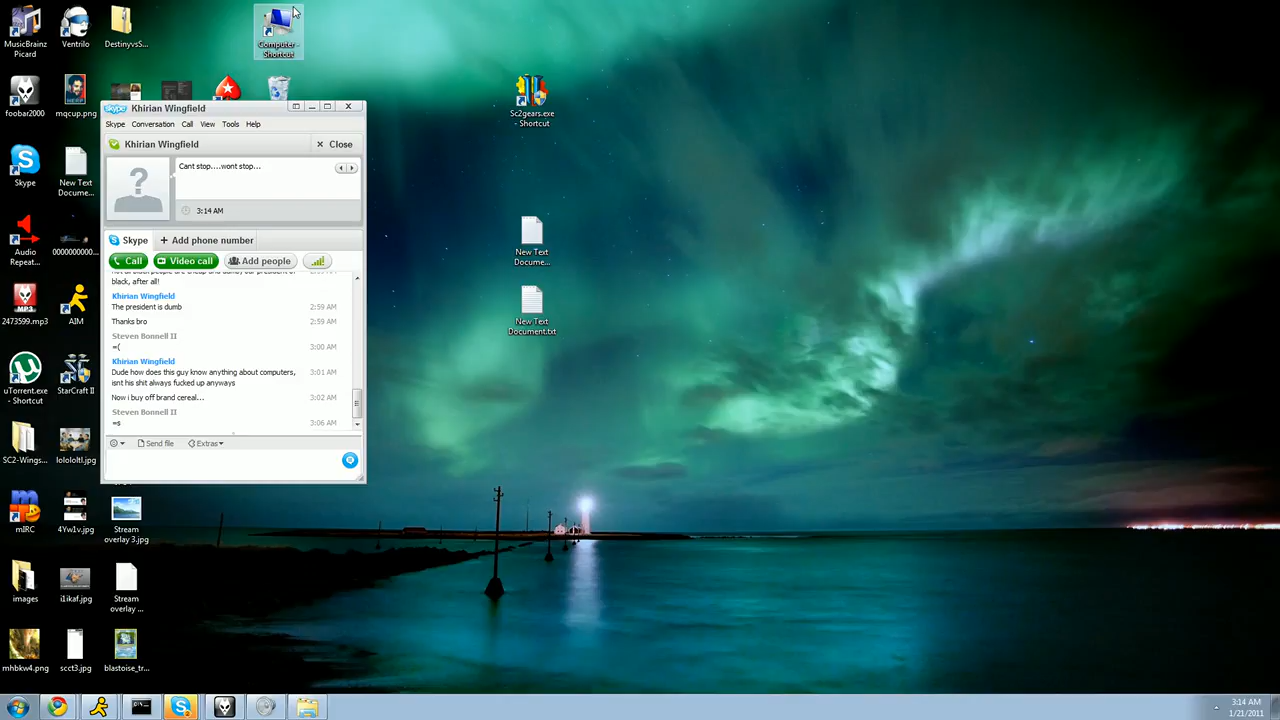 MusicBrainz Picard
Ventrilo
DestinyvsS...
Computer - Shortcut
foobar2000
mqcup.png
Sc2gears.exe - Shortcut
skype Khirian Wingfield
Skype Conversation Call View Tools Help
Khirian Wingfield × Close
Cant stop....wont stop...
3:14 AM
Skype + Add phone number
Call Video call Add people
black, after all!
Khirian Wingfield
The president is dumb 2:59 AM
Thanks bro 2:59 AM
Steven Bonnell II
=( 3:00 AM
Khirian Wingfield
Dude how does this guy know anything about computers, 3:01 AM
isnt his shit always fucked up anyways
Now i buy off brand cereal... 3:02 AM
Steven Bonnell II
=s 3:06 AM
Send file Extras
Skype
New Text Docume...
Audio Repeat...
0000000000...
New Text Docume...
MP3
2473599.mp3
AIM
New Text Document.txt
uTorrent.exe - Shortcut
StarCraft II
SC2-Wings...
lolololtl.jpg
mIRC
4Yw1v.jpg
Stream overlay 3.jpg
images
i1ikaf.jpg
Stream overlay ...
mhbkw4.png
scct3.jpg
blastoise_tr...
3:14 AM
1/21/2011